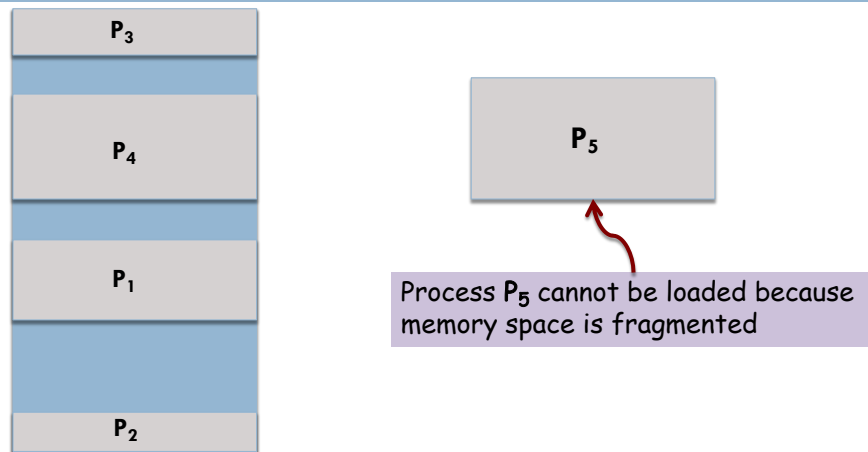 P₃
P₄
P₁
P₂
P₅
Process P₅ cannot be loaded because
memory space is fragmented